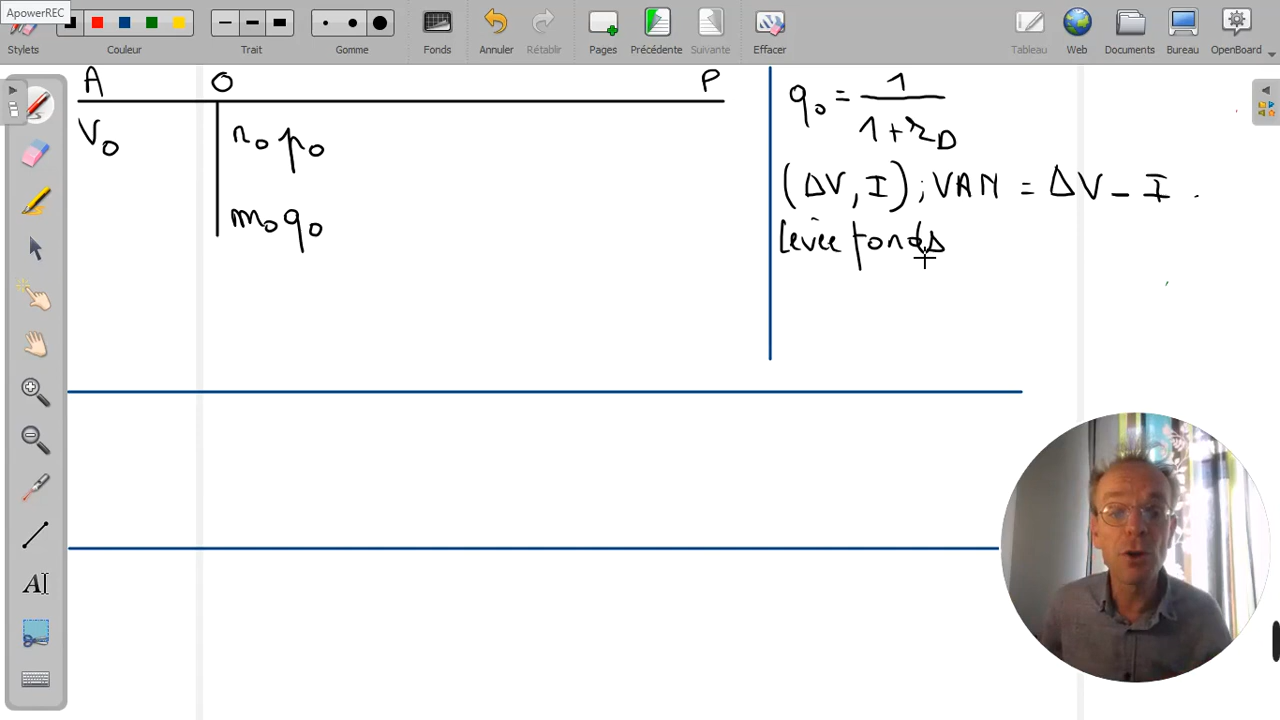 ApowerREC
Stylets Couleur Trait Gomme Fonds Annuler Rétablir Pages Précédente Suivante Effacer Tableau Web Documents Bureau OpenBoard
A O P
V₀ n₀ p₀
m₀ q₀
q₀ = 1 / (1 + r_D)
(ΔV, I) ; VAN = ΔV - I .
Levée fonds
A